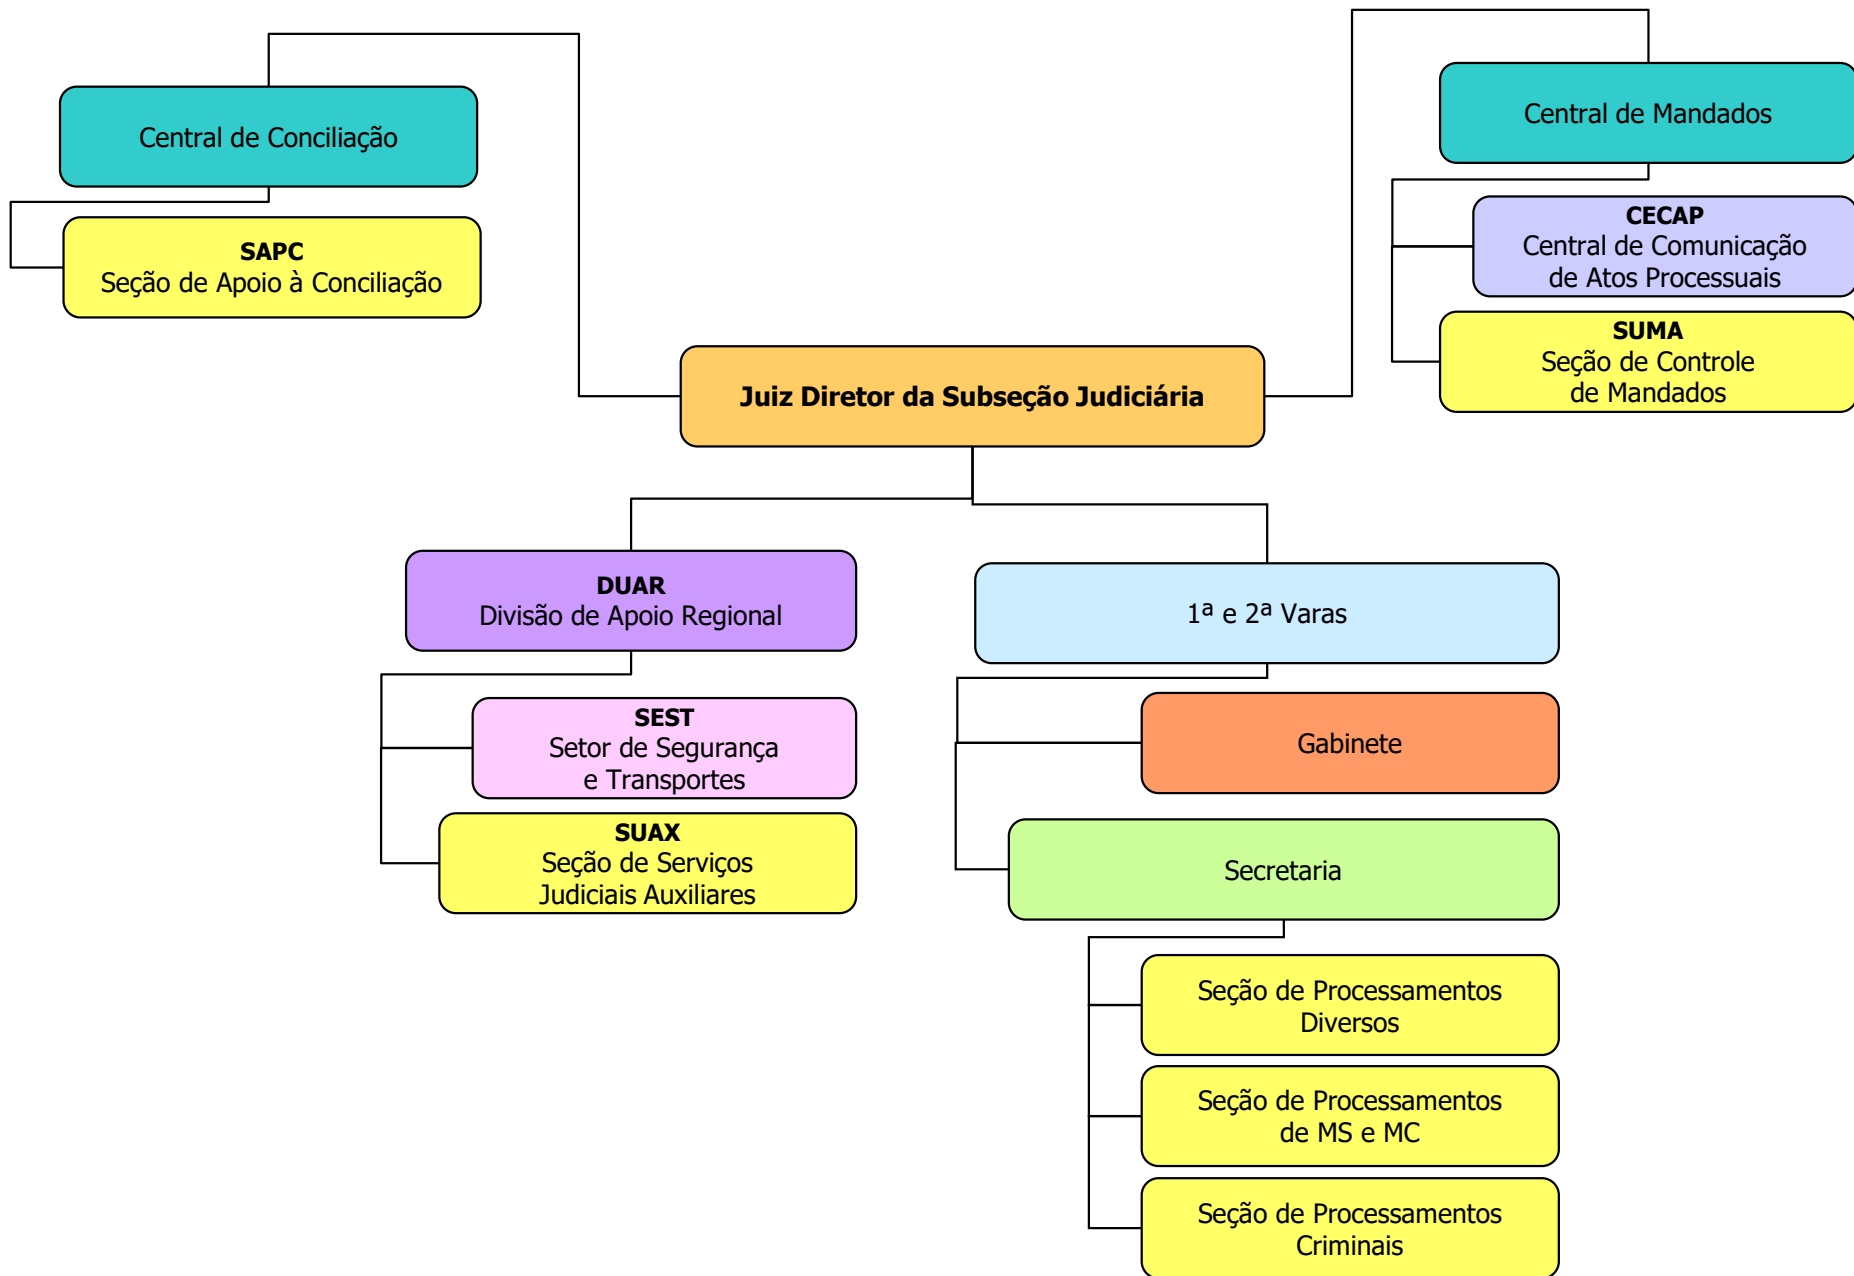 Central de Conciliação
SAPC
Seção de Apoio à Conciliação
Central de Mandados
CECAP
Central de Comunicação
de Atos Processuais
SUMA
Seção de Controle
de Mandados
Juiz Diretor da Subseção Judiciária
DUAR
Divisão de Apoio Regional
SEST
Setor de Segurança
e Transportes
SUAX
Seção de Serviços
Judiciais Auxiliares
1ª e 2ª Varas
Gabinete
Secretaria
Seção de Processamentos
Diversos
Seção de Processamentos
de MS e MC
Seção de Processamentos
Criminais